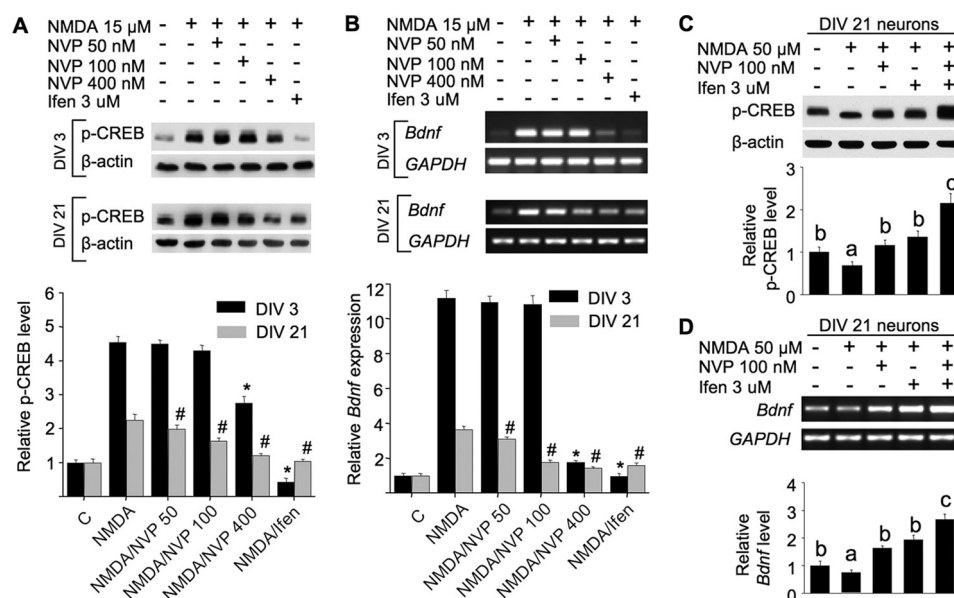 A
NMDA 15 µM - + + + + +
NVP 50 nM - - + - - -
NVP 100 nM - - - + - -
NVP 400 nM - - - - + -
Ifen 3 uM - - - - - +
DIV 3
p-CREB
β-actin
DIV 21
p-CREB
β-actin
Relative p-CREB level
6
5
4
3
2
1
DIV 3
DIV 21
*
#
#
#
*
#
C
NMDA
NMDA/NVP 50
NMDA/NVP 100
NMDA/NVP 400
NMDA/Ifen
B
NMDA 15 µM - + + + + +
NVP 50 nM - - + - - -
NVP 100 nM - - - + - -
NVP 400 nM - - - - + -
Ifen 3 uM - - - - - +
DIV 3
Bdnf
GAPDH
DIV 21
Bdnf
GAPDH
Relative Bdnf expression
12
10
8
6
4
2
DIV 3
DIV 21
#
#
*
#
*
#
C
NMDA
NMDA/NVP 50
NMDA/NVP 100
NMDA/NVP 400
NMDA/Ifen
C
DIV 21 neurons
NMDA 50 µM - + + + +
NVP 100 nM - - + - +
Ifen 3 uM - - - + +
p-CREB
β-actin
Relative
p-CREB level
3
2
1
0
b a b b c
D
DIV 21 neurons
NMDA 50 µM - + + + +
NVP 100 nM - - + - +
Ifen 3 uM - - - + +
Bdnf
GAPDH
Relative
Bdnf level
4
3
2
1
0
b a b b c